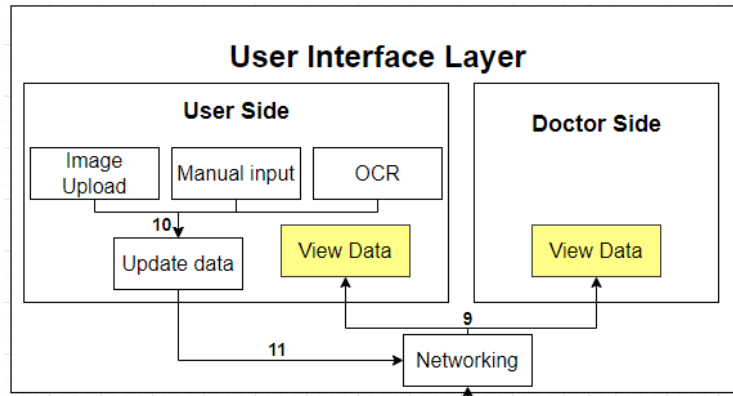 User Interface Layer
User Side
Doctor Side
Image
Upload
Manual input
OCR
10
Update data
View Data
View Data
9
11
Networking